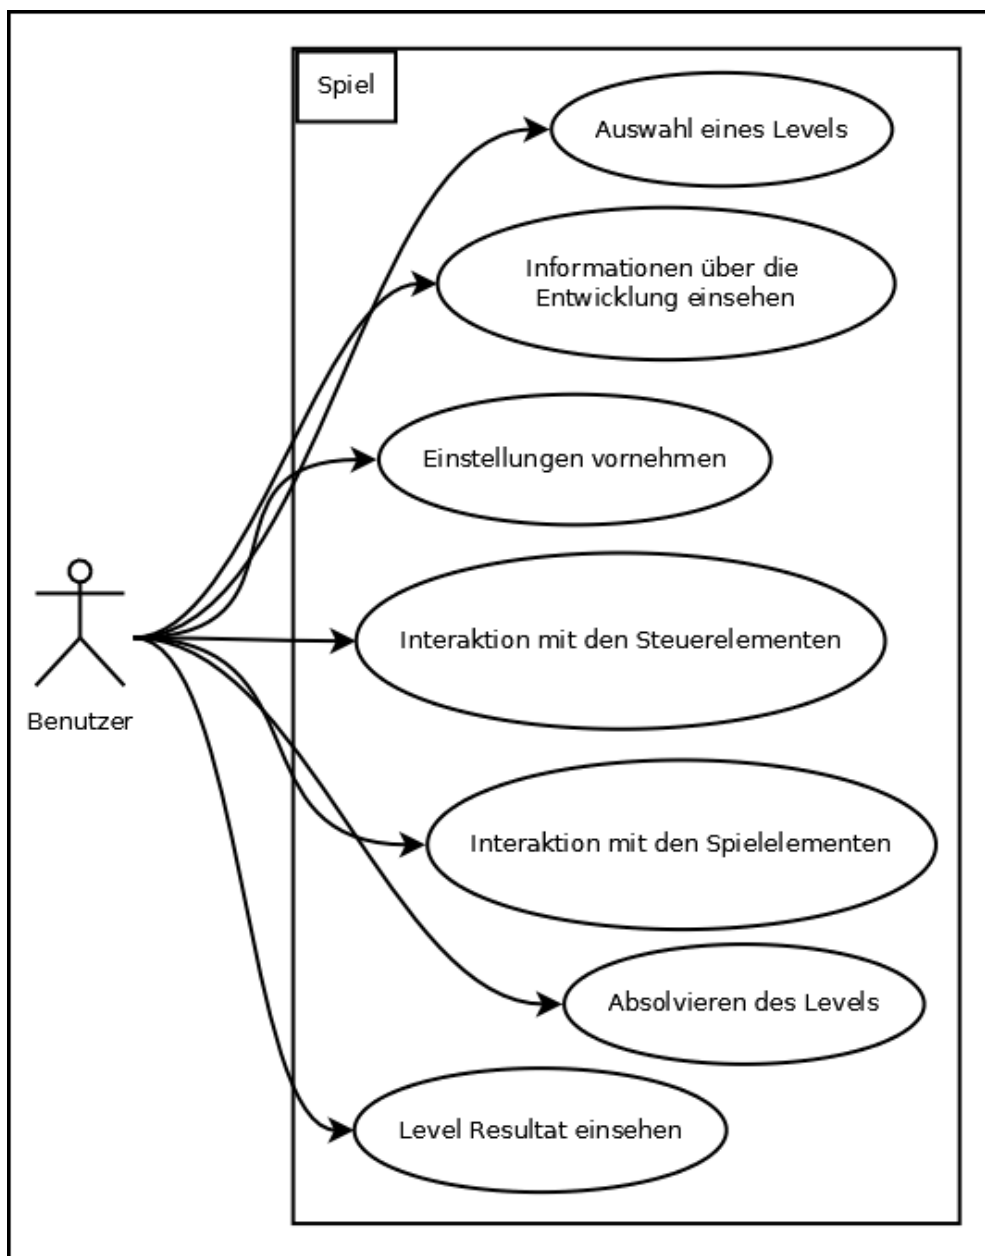 Spiel
Auswahl eines Levels
Informationen über die
Entwicklung einsehen
Einstellungen vornehmen
Interaktion mit den Steuerelementen
Benutzer
Interaktion mit den Spielelementen
Absolvieren des Levels
Level Resultat einsehen